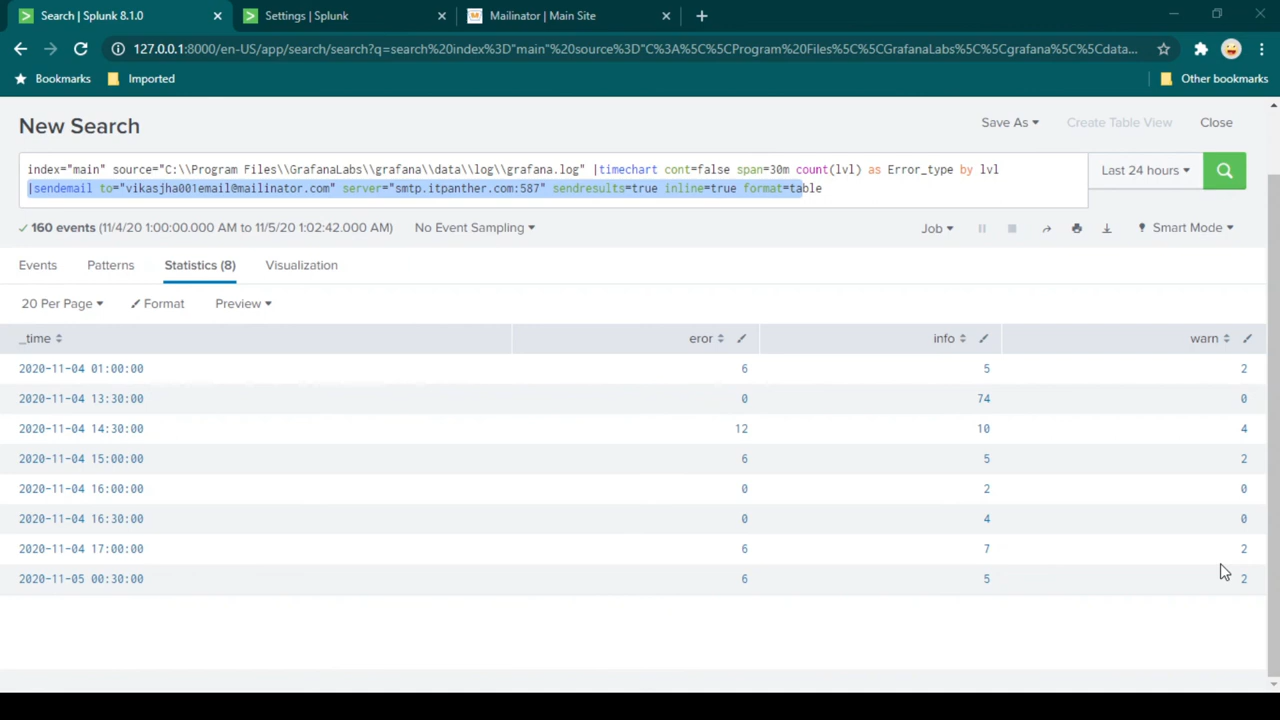 Search | Splunk 8.1.0
Settings | Splunk
Mailinator | Main Site
127.0.0.1:8000/en-US/app/search/search?q=search%20index%3D"main"%20source%3D"C%3A%5C%5CProgram%20Files%5C%5CGrafanaLabs%5C%5Cgrafana%5C%5Cdata...
Bookmarks Imported Other bookmarks
New Search
Save As Create Table View Close
index="main" source="C:\\Program Files\\GrafanaLabs\\grafana\\data\\log\\grafana.log" |timechart cont=false span=30m count(lvl) as Error_type by lvl
|sendemail to="vikasjha001email@mailinator.com" server="smtp.itpanther.com:587" sendresults=true inline=true format=table
Last 24 hours
160 events (11/4/20 1:00:00.000 AM to 11/5/20 1:02:42.000 AM) No Event Sampling Job Smart Mode
Events Patterns Statistics (8) Visualization
20 Per Page Format Preview
_time eror info warn
2020-11-04 01:00:00 6 5 2
2020-11-04 13:30:00 0 74 0
2020-11-04 14:30:00 12 10 4
2020-11-04 15:00:00 6 5 2
2020-11-04 16:00:00 0 2 0
2020-11-04 16:30:00 0 4 0
2020-11-04 17:00:00 6 7 2
2020-11-05 00:30:00 6 5 2